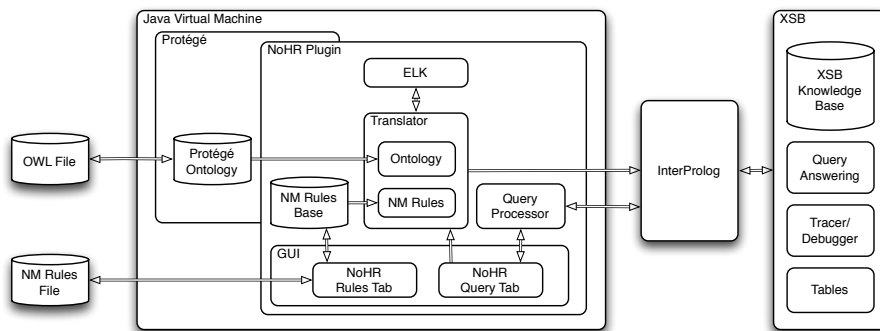 Java Virtual Machine
XSB
Protégé
NoHR Plugin
ELK
XSB
Knowledge
Base
Translator
OWL File
Protégé
Ontology
Ontology
InterProlog
Query
Answering
NM Rules
Base
NM Rules
Query
Processor
Tracer/
Debugger
GUI
NM Rules
File
NoHR
Rules Tab
NoHR
Query Tab
Tables